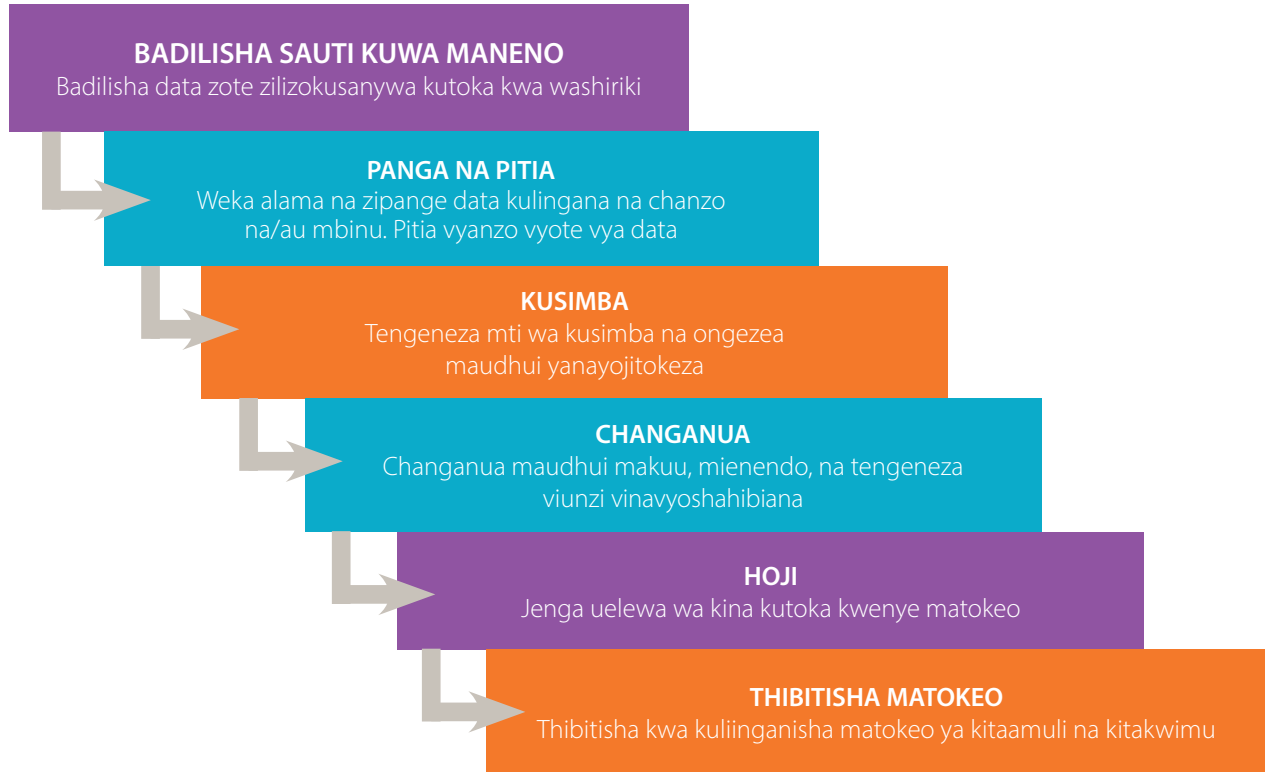 BADILISHA SAUTI KUWA MANENO
Badilisha data zote zilizokusanywa kutoka kwa washiriki
PANGA NA PITIA
Weka alama na zipange data kulingana na chanzo
na/au mbinu. Pitia vyanzo vyote vya data
KUSIMBA
Tengeneza mti wa kusimba na ongezea
maudhui yanayojitokeza
CHANGANUA
Changanua maudhui makuu, mienendo, na tengeneza
viunzi vinavyoshahibiana
HOJI
Jenga uelewa wa kina kutoka kwenye matokeo
THIBITISHA MATOKEO
Thibitisha kwa kuliinganisha matokeo ya kitaamuli na kitakwimu